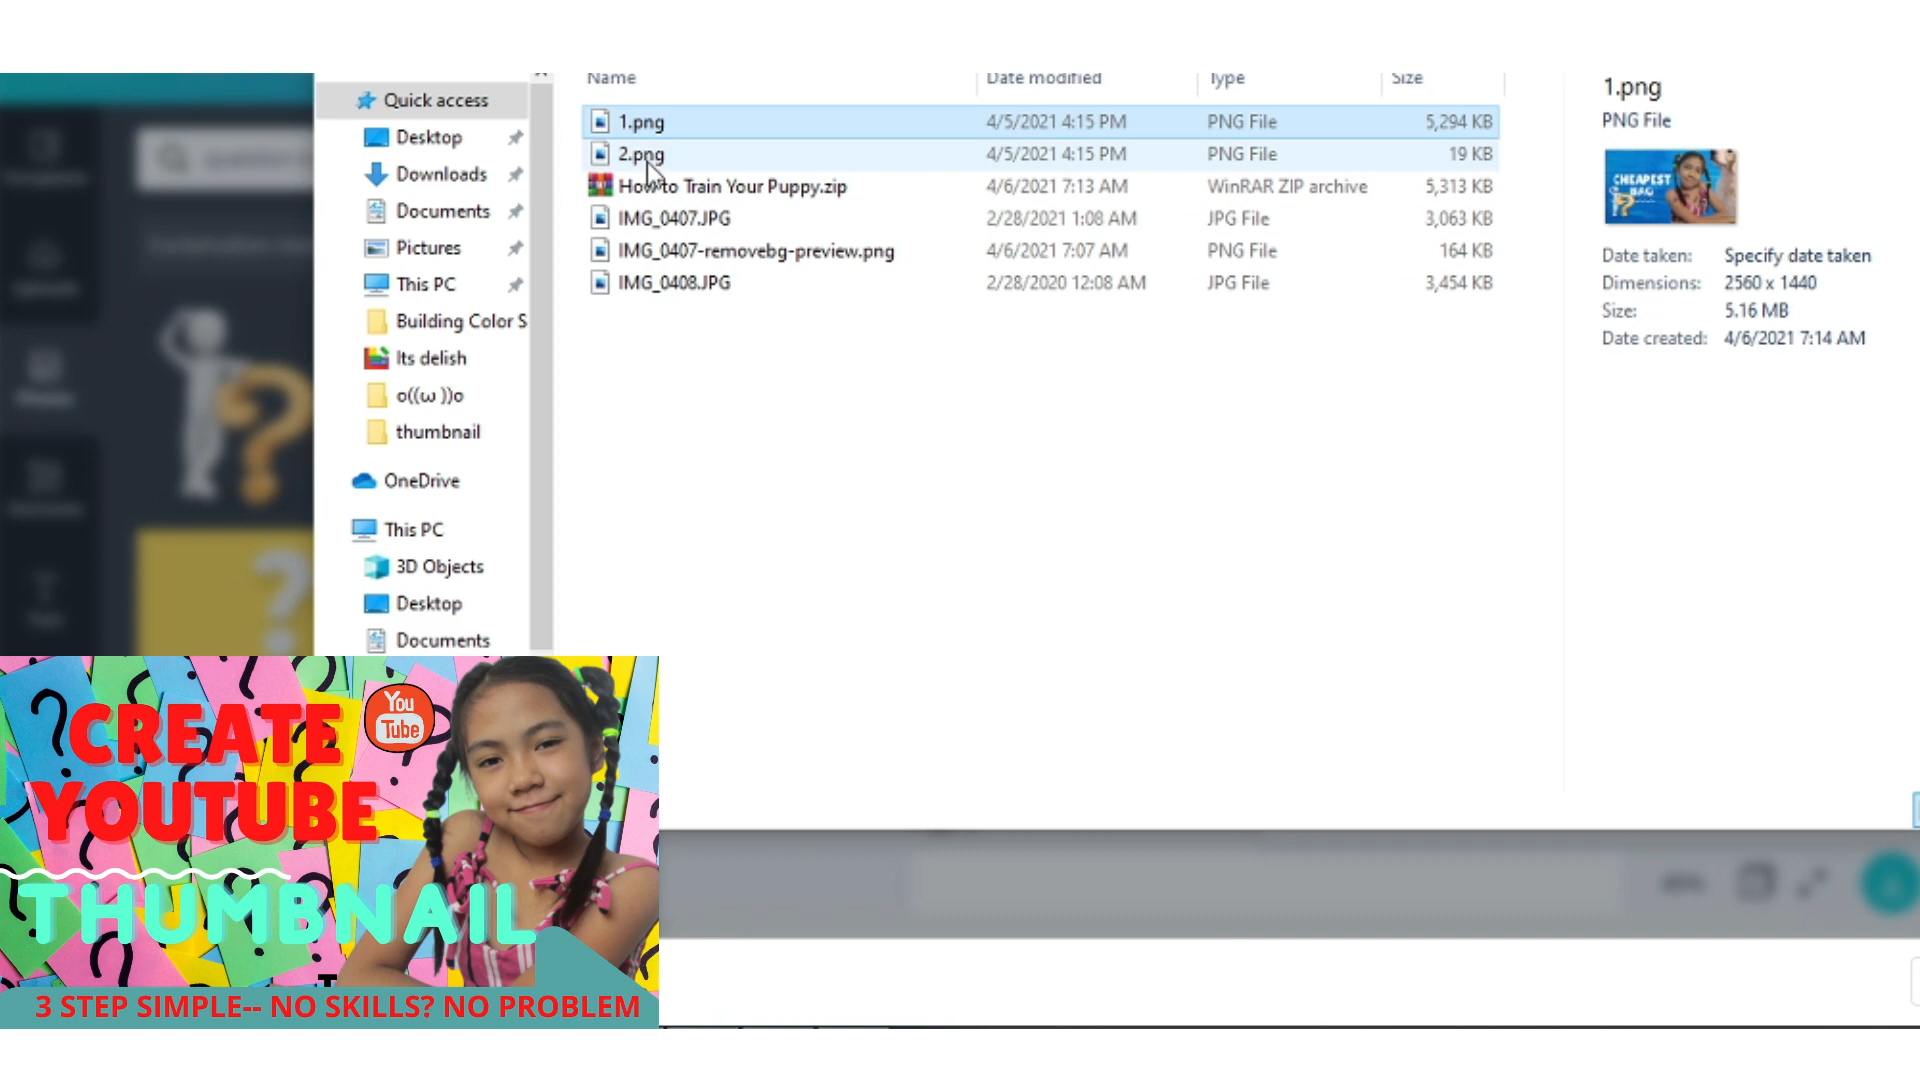 Name Date modified Type Size
1.png 4/5/2021 4:15 PM PNG File 5,294 KB
2.png 4/5/2021 4:15 PM PNG File 19 KB
How to Train Your Puppy.zip 4/6/2021 7:13 AM WinRAR ZIP archive 5,313 KB
IMG_0407.JPG 2/28/2021 1:08 AM JPG File 3,063 KB
IMG_0407-removebg-preview.png 4/6/2021 7:07 AM PNG File 164 KB
IMG_0408.JPG 2/28/2020 12:08 AM JPG File 3,454 KB
Quick access
Desktop
Downloads
Documents
Pictures
This PC
Building Color S
Its delish
o((ω ))o
thumbnail
OneDrive
This PC
3D Objects
Desktop
Documents
1.png
PNG File
CHEAPEST
BAG
Date taken: Specify date taken
Dimensions: 2560 x 1440
Size: 5.16 MB
Date created: 4/6/2021 7:14 AM
CREATE
YOUTUBE
THUMBNAIL
You
Tube
T
3 STEP SIMPLE-- NO SKILLS? NO PROBLEM